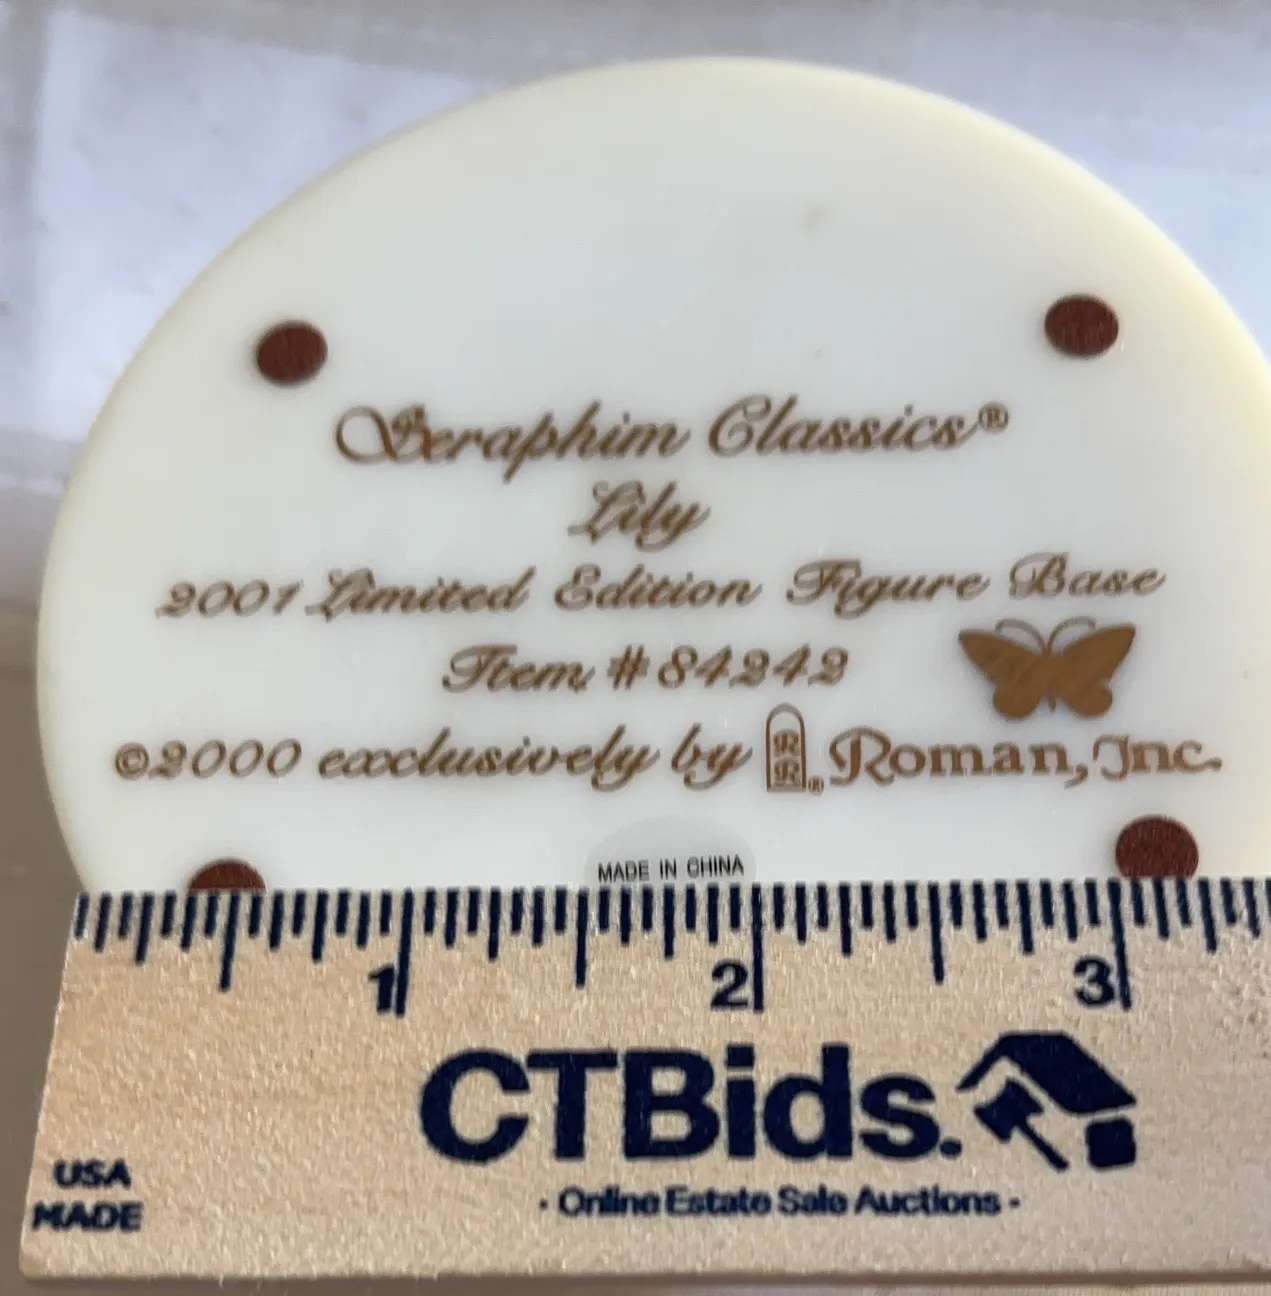 Seraphim Classics®
Lily
2001 Limited Edition Figure Base
Item #84242
©2000 exclusively by RR® Roman, Inc.
MADE IN CHINA
1 2 3
CTBids.
USA
MADE
· Online Estate Sale Auctions ·